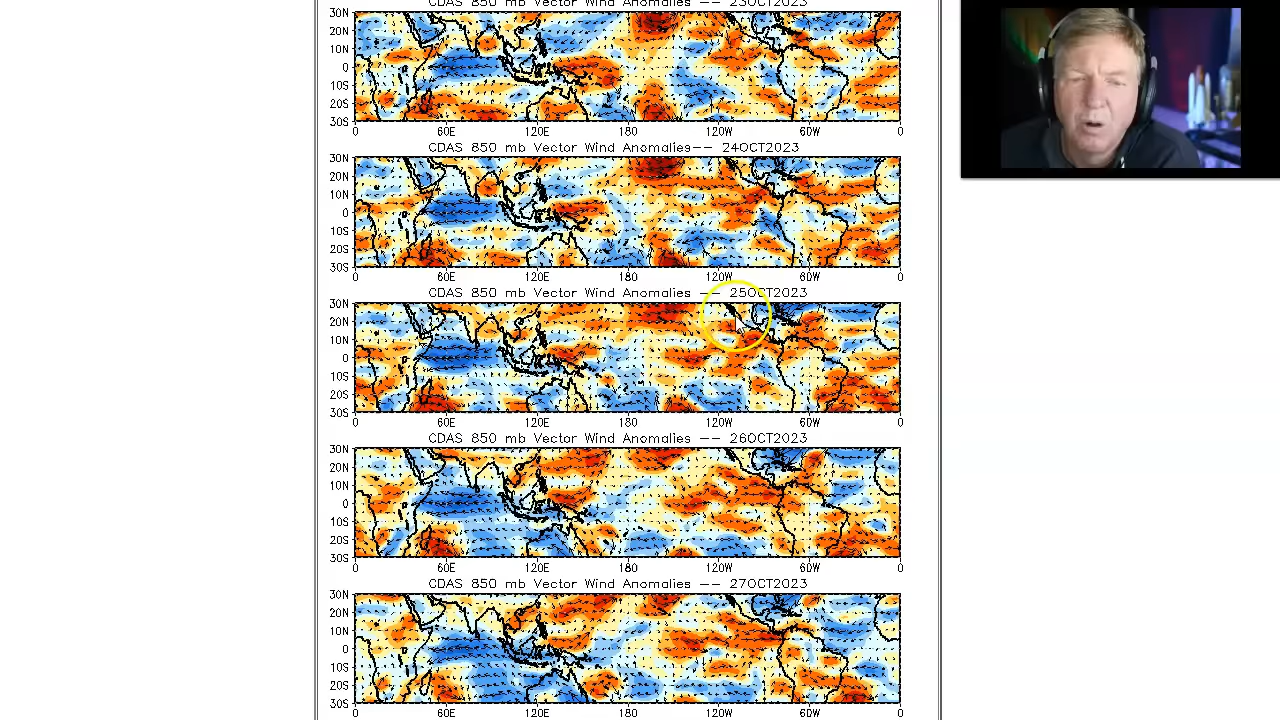 CDAS 850 mb Vector Wind Anomalies -- 23OCT2023
30N
20N
10N
0
10S
20S
30S
0 60E 120E 180 120W 60W 0
CDAS 850 mb Vector Wind Anomalies-- 24OCT2023
30N
20N
10N
0
10S
20S
30S
0 60E 120E 180 120W 60W 0
CDAS 850 mb Vector Wind Anomalies -- 25OCT2023
30N
20N
10N
0
10S
20S
30S
0 60E 120E 180 120W 60W 0
CDAS 850 mb Vector Wind Anomalies -- 26OCT2023
30N
20N
10N
0
10S
20S
30S
0 60E 120E 180 120W 60W 0
CDAS 850 mb Vector Wind Anomalies -- 27OCT2023
30N
20N
10N
0
10S
20S
30S
0 60E 120E 180 120W 60W 0